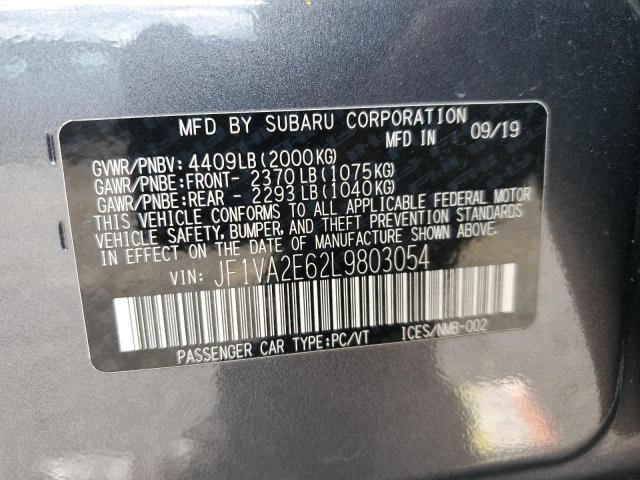 MFD BY SUBARU CORPORATION
MFD IN 09/19
GVWR/PNBV: 4409LB(2000KG)
GAWR/PNBE:FRONT- 2370LB(1075KG)
GAWR/PNBE:REAR - 2293LB(1040KG)
THIS VEHICLE CONFORMS TO ALL APPLICABLE FEDERAL MOTOR
VEHICLE SAFETY, BUMPER, AND THEFT PREVENTION STANDARDS
IN EFFECT ON THE DATE OF MANUFACTURE SHOWN ABOVE.
VIN: JF1VA2E62L9803054
PASSENGER CAR TYPE:PC/VT ICES/NMB-002